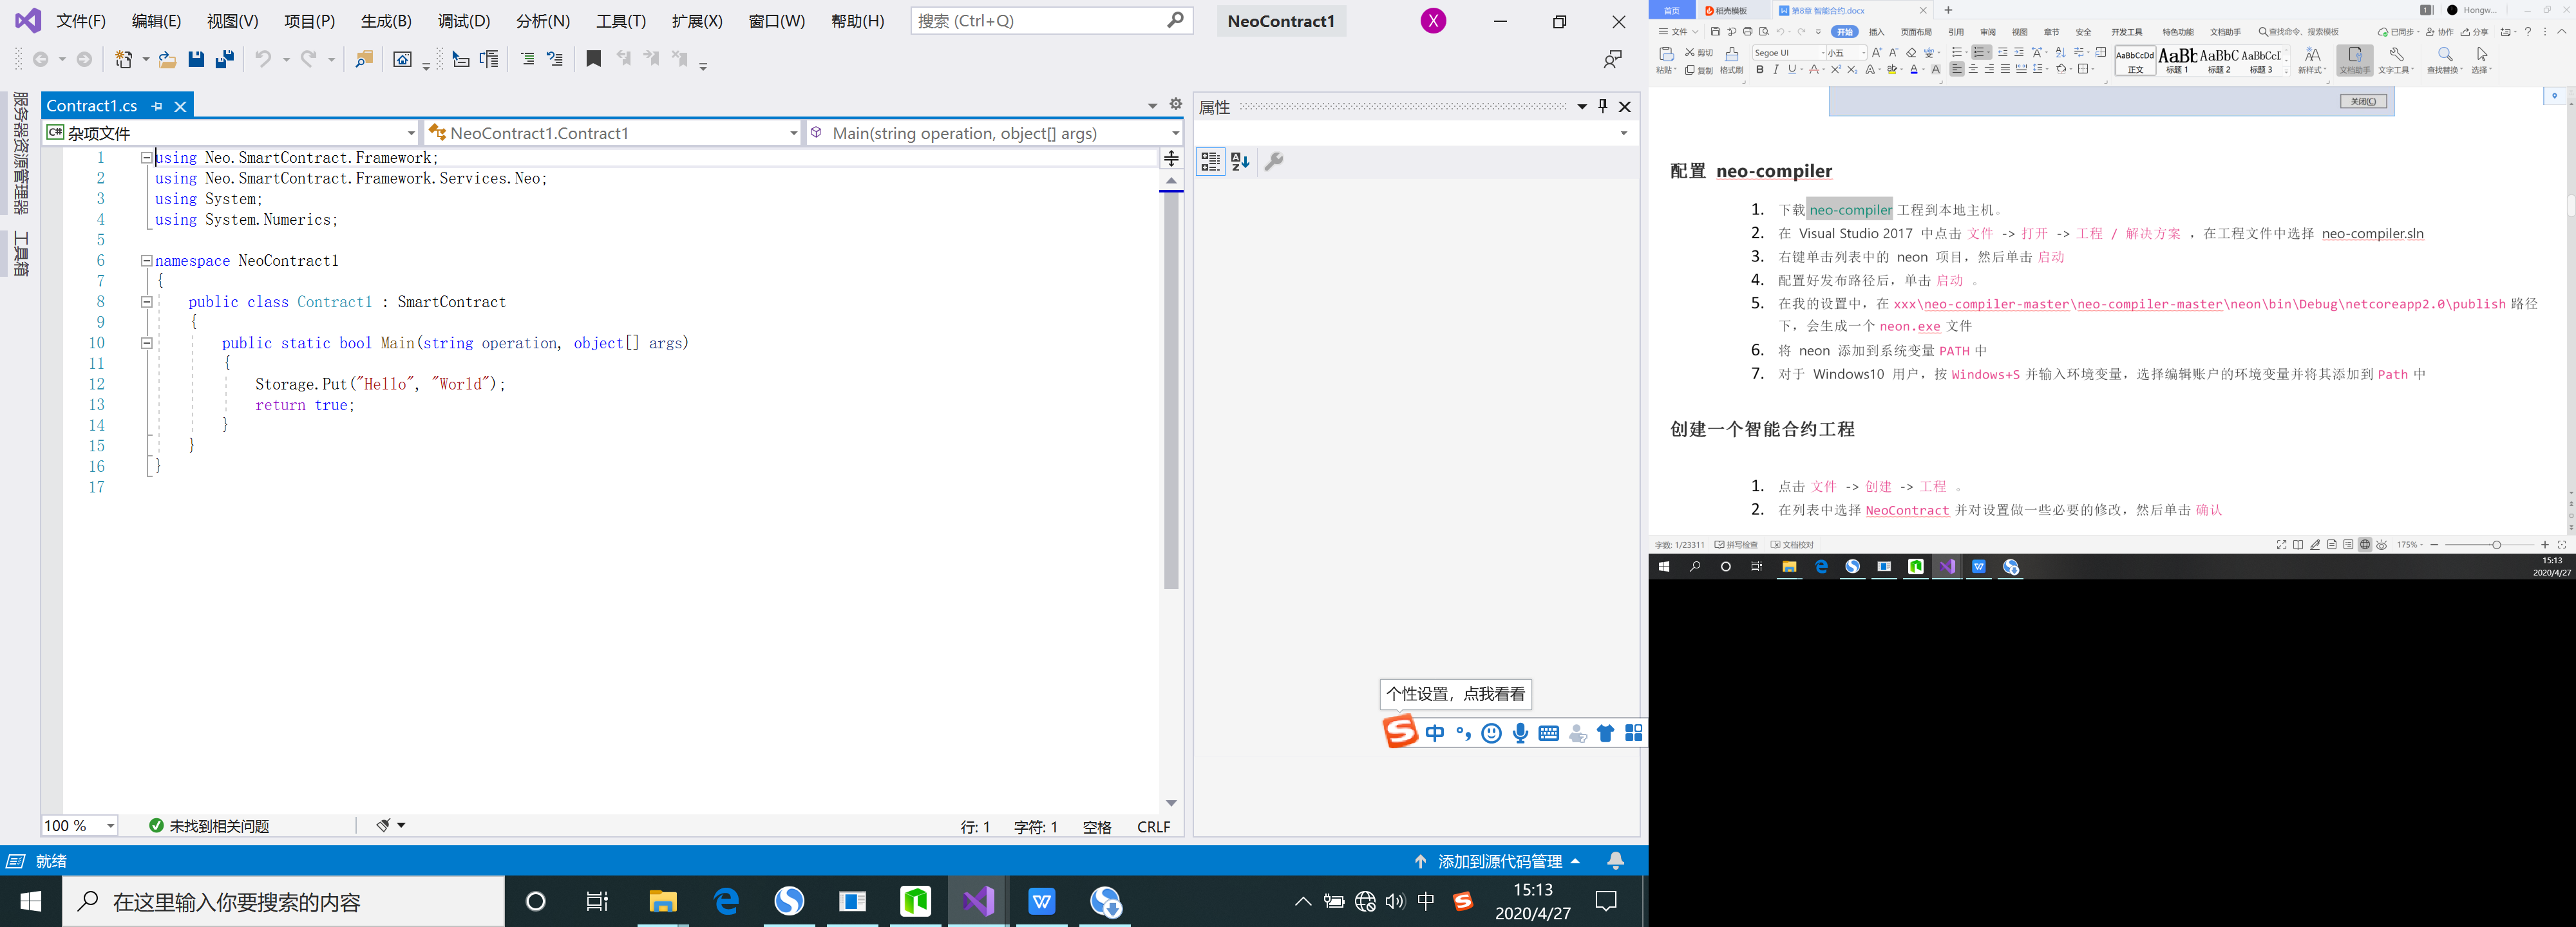 文件(F) 编辑(E) 视图(V) 项目(P) 生成(B) 调试(D) 分析(N) 工具(T) 扩展(X) 窗口(W) 帮助(H) 搜索 (Ctrl+Q) NeoContract1 X
服务器资源管理器
工具箱
Contract1.cs
杂项文件 NeoContract1.Contract1 Main(string operation, object[] args)
1 using Neo.SmartContract.Framework;
2 using Neo.SmartContract.Framework.Services.Neo;
3 using System;
4 using System.Numerics;
5
6 namespace NeoContract1
7 {
8 public class Contract1 : SmartContract
9 {
10 public static bool Main(string operation, object[] args)
11 {
12 Storage.Put("Hello", "World");
13 return true;
14 }
15 }
16 }
17
100 % 未找到相关问题 行: 1 字符: 1 空格 CRLF
属性
个性设置，点我看看
中
就绪 添加到源代码管理
在这里输入你要搜索的内容 中 15:13
2020/4/27
首页 稻壳模板 第8章 智能合约.docx 1 Hongw...
文件 开始 插入 页面布局 引用 审阅 视图 章节 安全 开发工具 特色功能 文档助手 查找命令、搜索模板 已同步 协作 分享
粘贴 剪切 复制 格式刷 Segoe UI 小五 AaBbCcDd 正文 AaBb 标题 1 AaBbC 标题 2 AaBbCcI 标题 3 新样式 文档助手 文字工具 查找替换 选择
关闭(C)
配置 neo-compiler
1. 下载 neo-compiler 工程到本地主机。
2. 在 Visual Studio 2017 中点击 文件 -> 打开 -> 工程 / 解决方案 ，在工程文件中选择 neo-compiler.sln
3. 右键单击列表中的 neon 项目，然后单击 启动
4. 配置好发布路径后，单击 启动 。
5. 在我的设置中，在 xxx\neo-compiler-master\neo-compiler-master\neon\bin\Debug\netcoreapp2.0\publish 路径
下，会生成一个 neon.exe 文件
6. 将 neon 添加到系统变量 PATH 中
7. 对于 Windows10 用户，按 Windows+S 并输入环境变量，选择编辑账户的环境变量并将其添加到 Path 中
创建一个智能合约工程
1. 点击 文件 -> 创建 -> 工程 。
2. 在列表中选择 NeoContract 并对设置做一些必要的修改，然后单击 确认
字数: 1/23311 拼写检查 文档校对 175%
15:13
2020/4/27